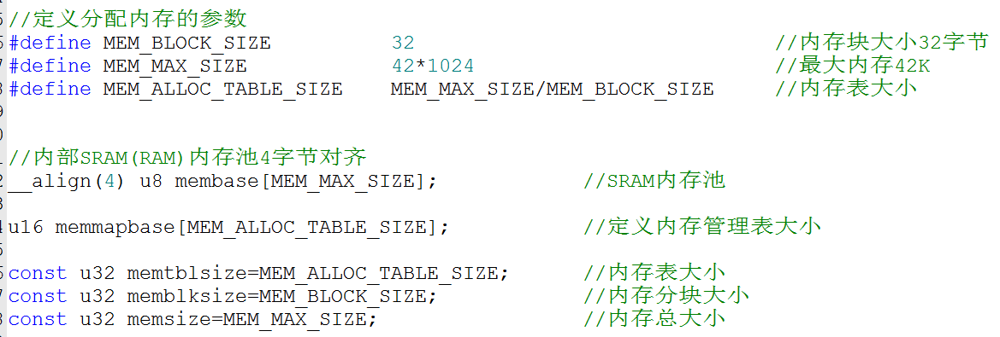 //定义分配内存的参数
#define MEM_BLOCK_SIZE 32 //内存块大小32字节
#define MEM_MAX_SIZE 42*1024 //最大内存42K
#define MEM_ALLOC_TABLE_SIZE MEM_MAX_SIZE/MEM_BLOCK_SIZE //内存表大小
//内部SRAM(RAM)内存池4字节对齐
__align(4) u8 membase[MEM_MAX_SIZE]; //SRAM内存池
u16 memmapbase[MEM_ALLOC_TABLE_SIZE]; //定义内存管理表大小
const u32 memtblsize=MEM_ALLOC_TABLE_SIZE; //内存表大小
const u32 memblksize=MEM_BLOCK_SIZE; //内存分块大小
const u32 memsize=MEM_MAX_SIZE; //内存总大小